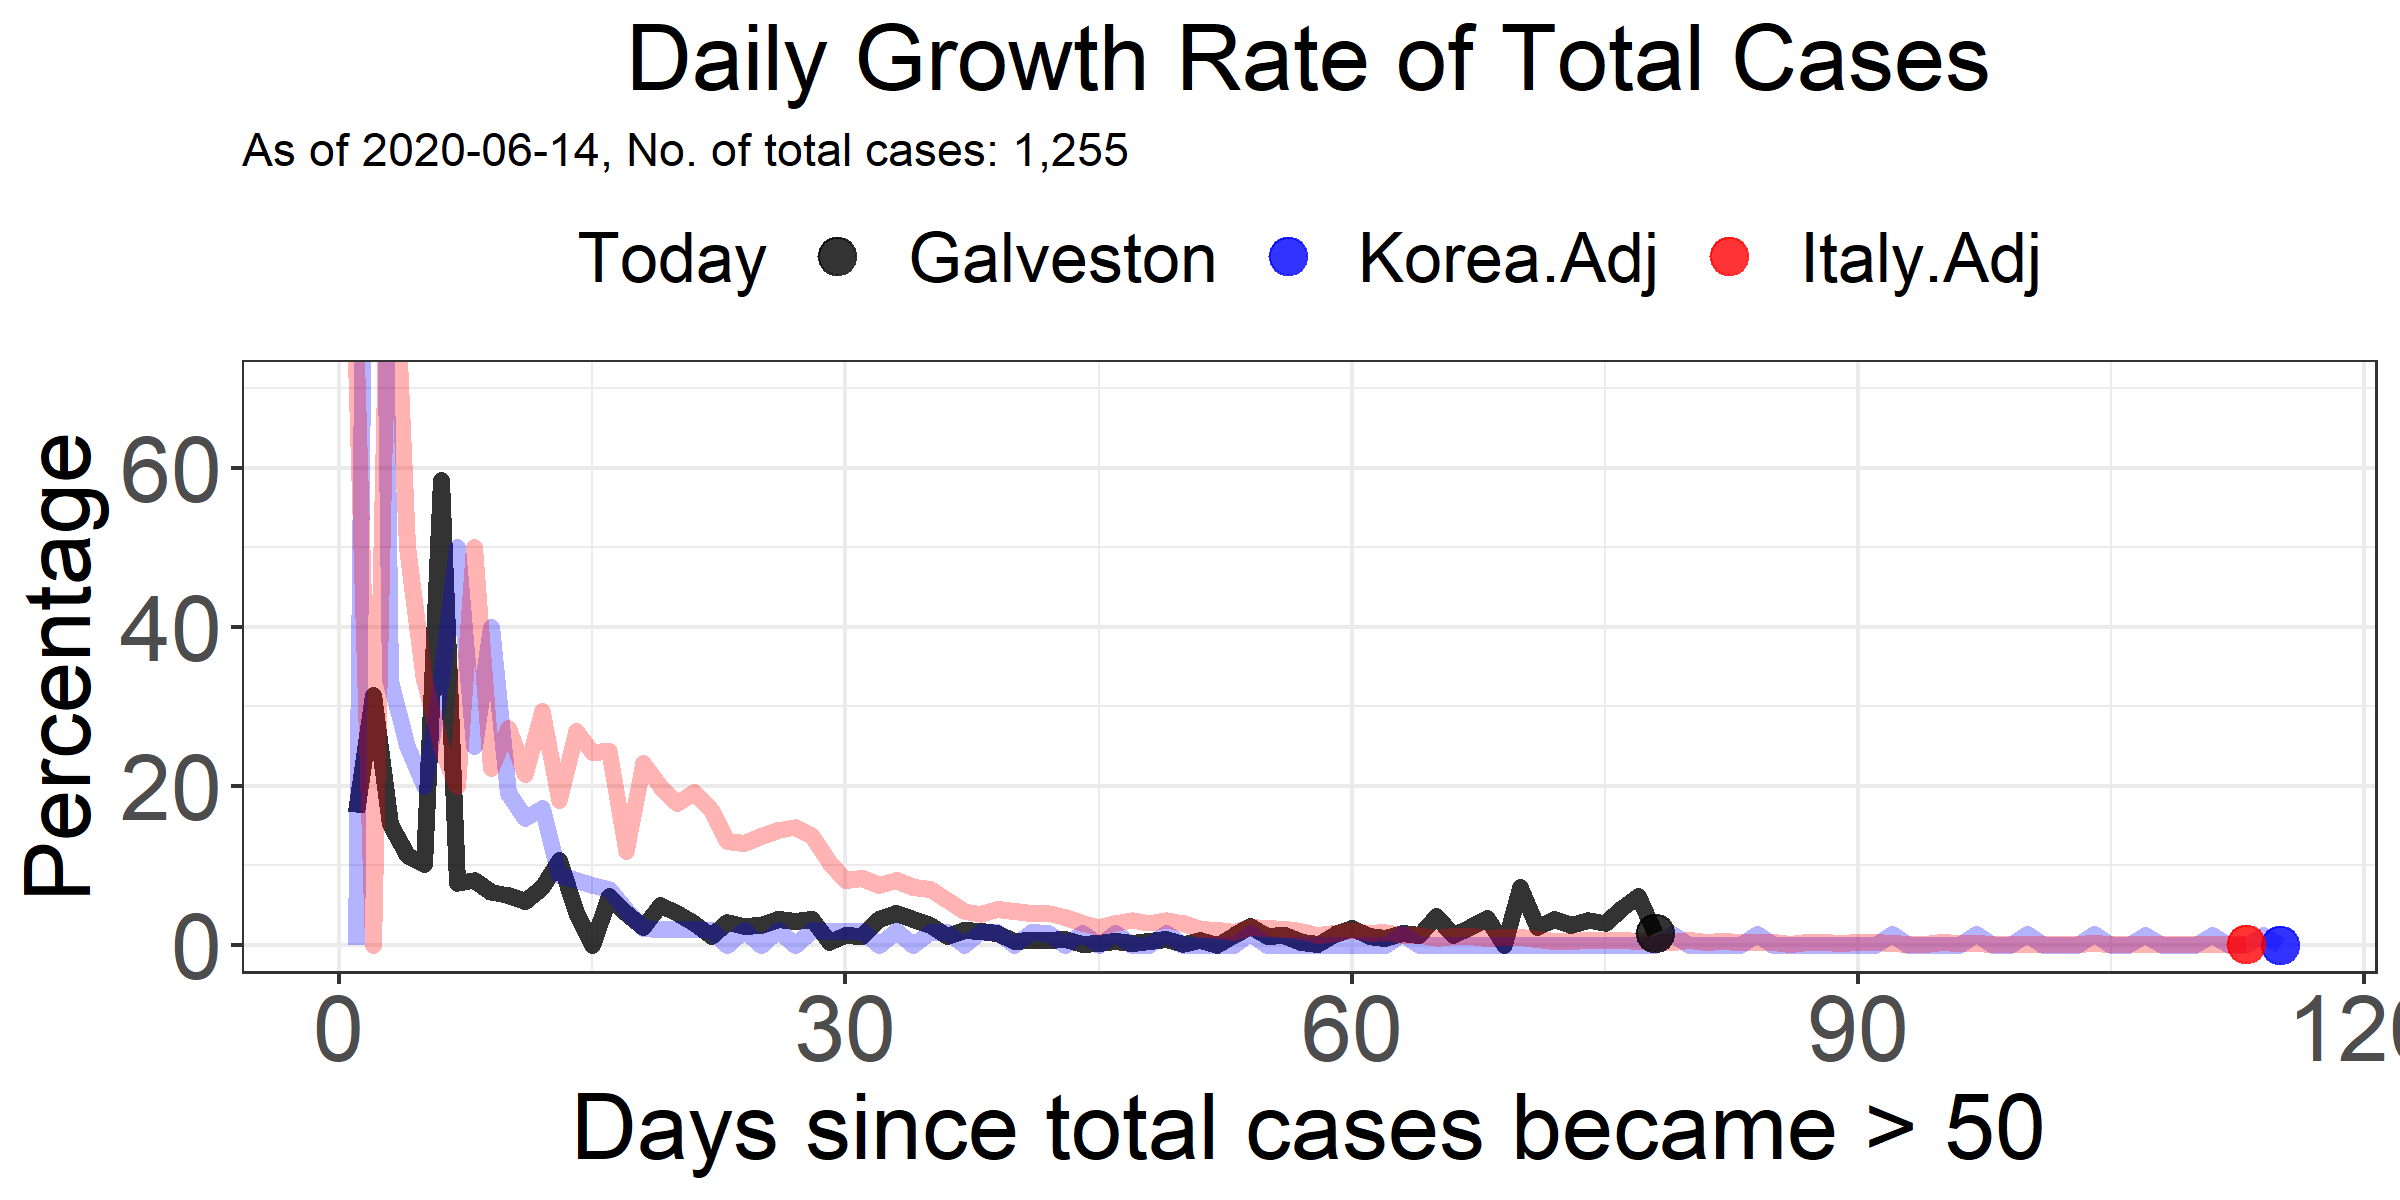 Daily Growth Rate of Total Cases
As of 2020-06-14, No. of total cases: 1,255
Today Galveston Korea.Adj Italy.Adj
Percentage
60
40
20
0
0 30 60 90 120
Days since total cases became > 50